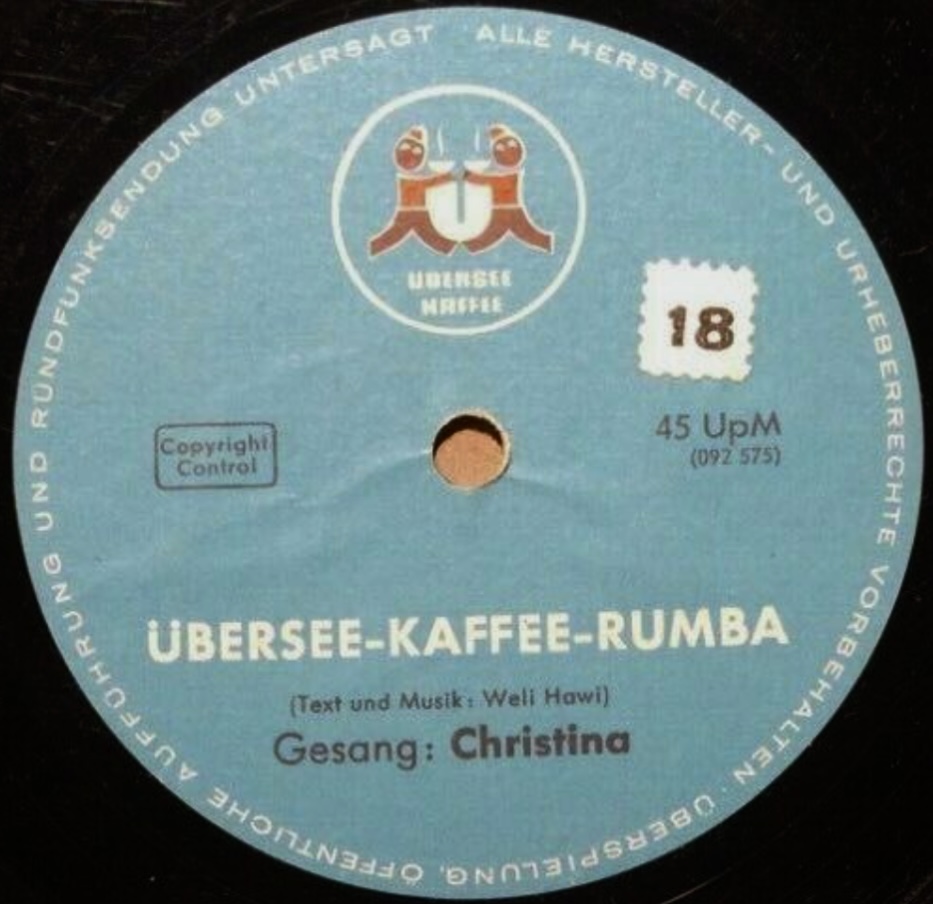 ALLE HERSTELLER- UND URHEBERRECHTE VORBEHALTEN · ÜBERSPIELUNG, ÖFFENTLICHE AUFFÜHRUNG UND RUNDFUNKSENDUNG UNTERSAGT
U
ÜBERSEE
KAFFEE
18
45 UpM
(092 575)
Copyright
Control
ÜBERSEE-KAFFEE-RUMBA
(Text und Musik: Weli Hawi)
Gesang: Christina